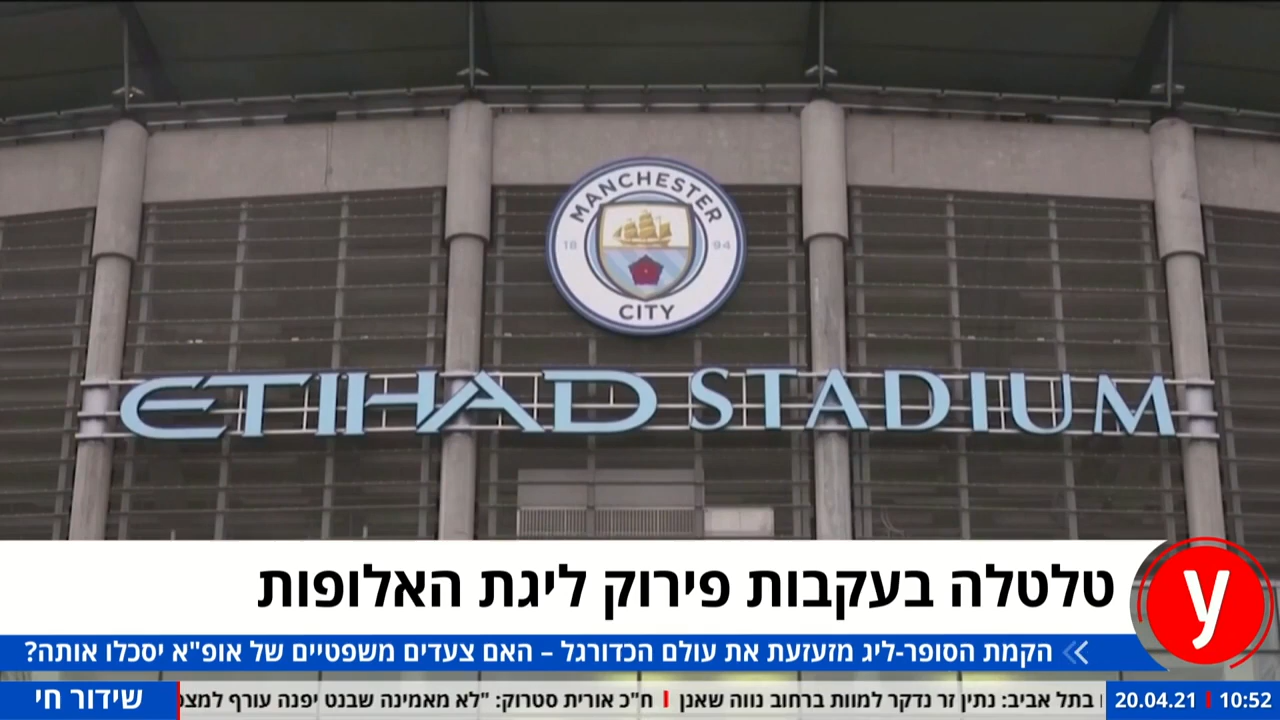 MANCHESTER
18 94
CITY
ETIHAD STADIUM
טלטלה בעקבות פירוק ליגת האלופות
y
הקמת הסופר-ליג מזעזעת את עולם הכדורגל – האם צעדים משפטיים של אופ"א יסכלו אותה?
20.04.21 10:52
בתל אביב: נתין זר נדקר למוות ברחוב נווה שאנן | ח"כ אורית סטרוק: "לא מאמינה שבנט יפנה עורף
שידור חי